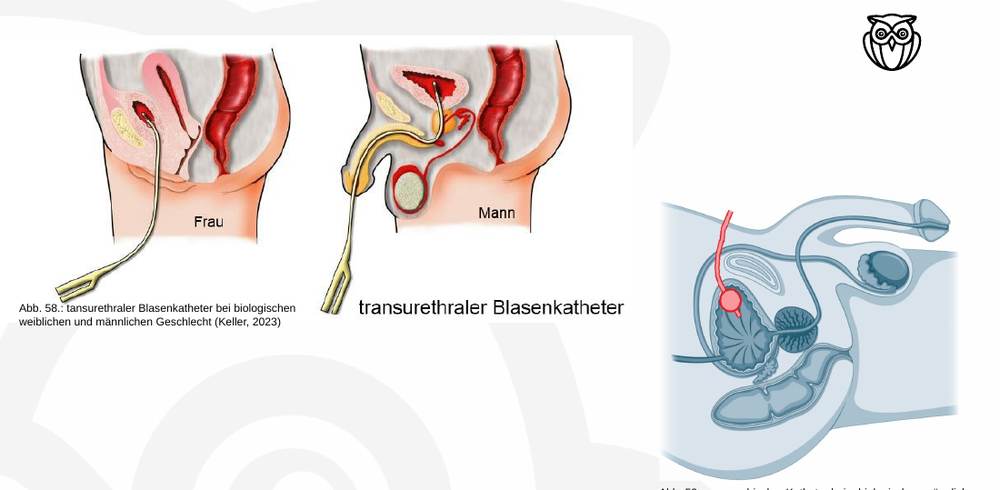 Frau
Mann
transurethraler Blasenkatheter
Abb. 58.: tansurethraler Blasenkatheter bei biologischen
weiblichen und männlichen Geschlecht (Keller, 2023)